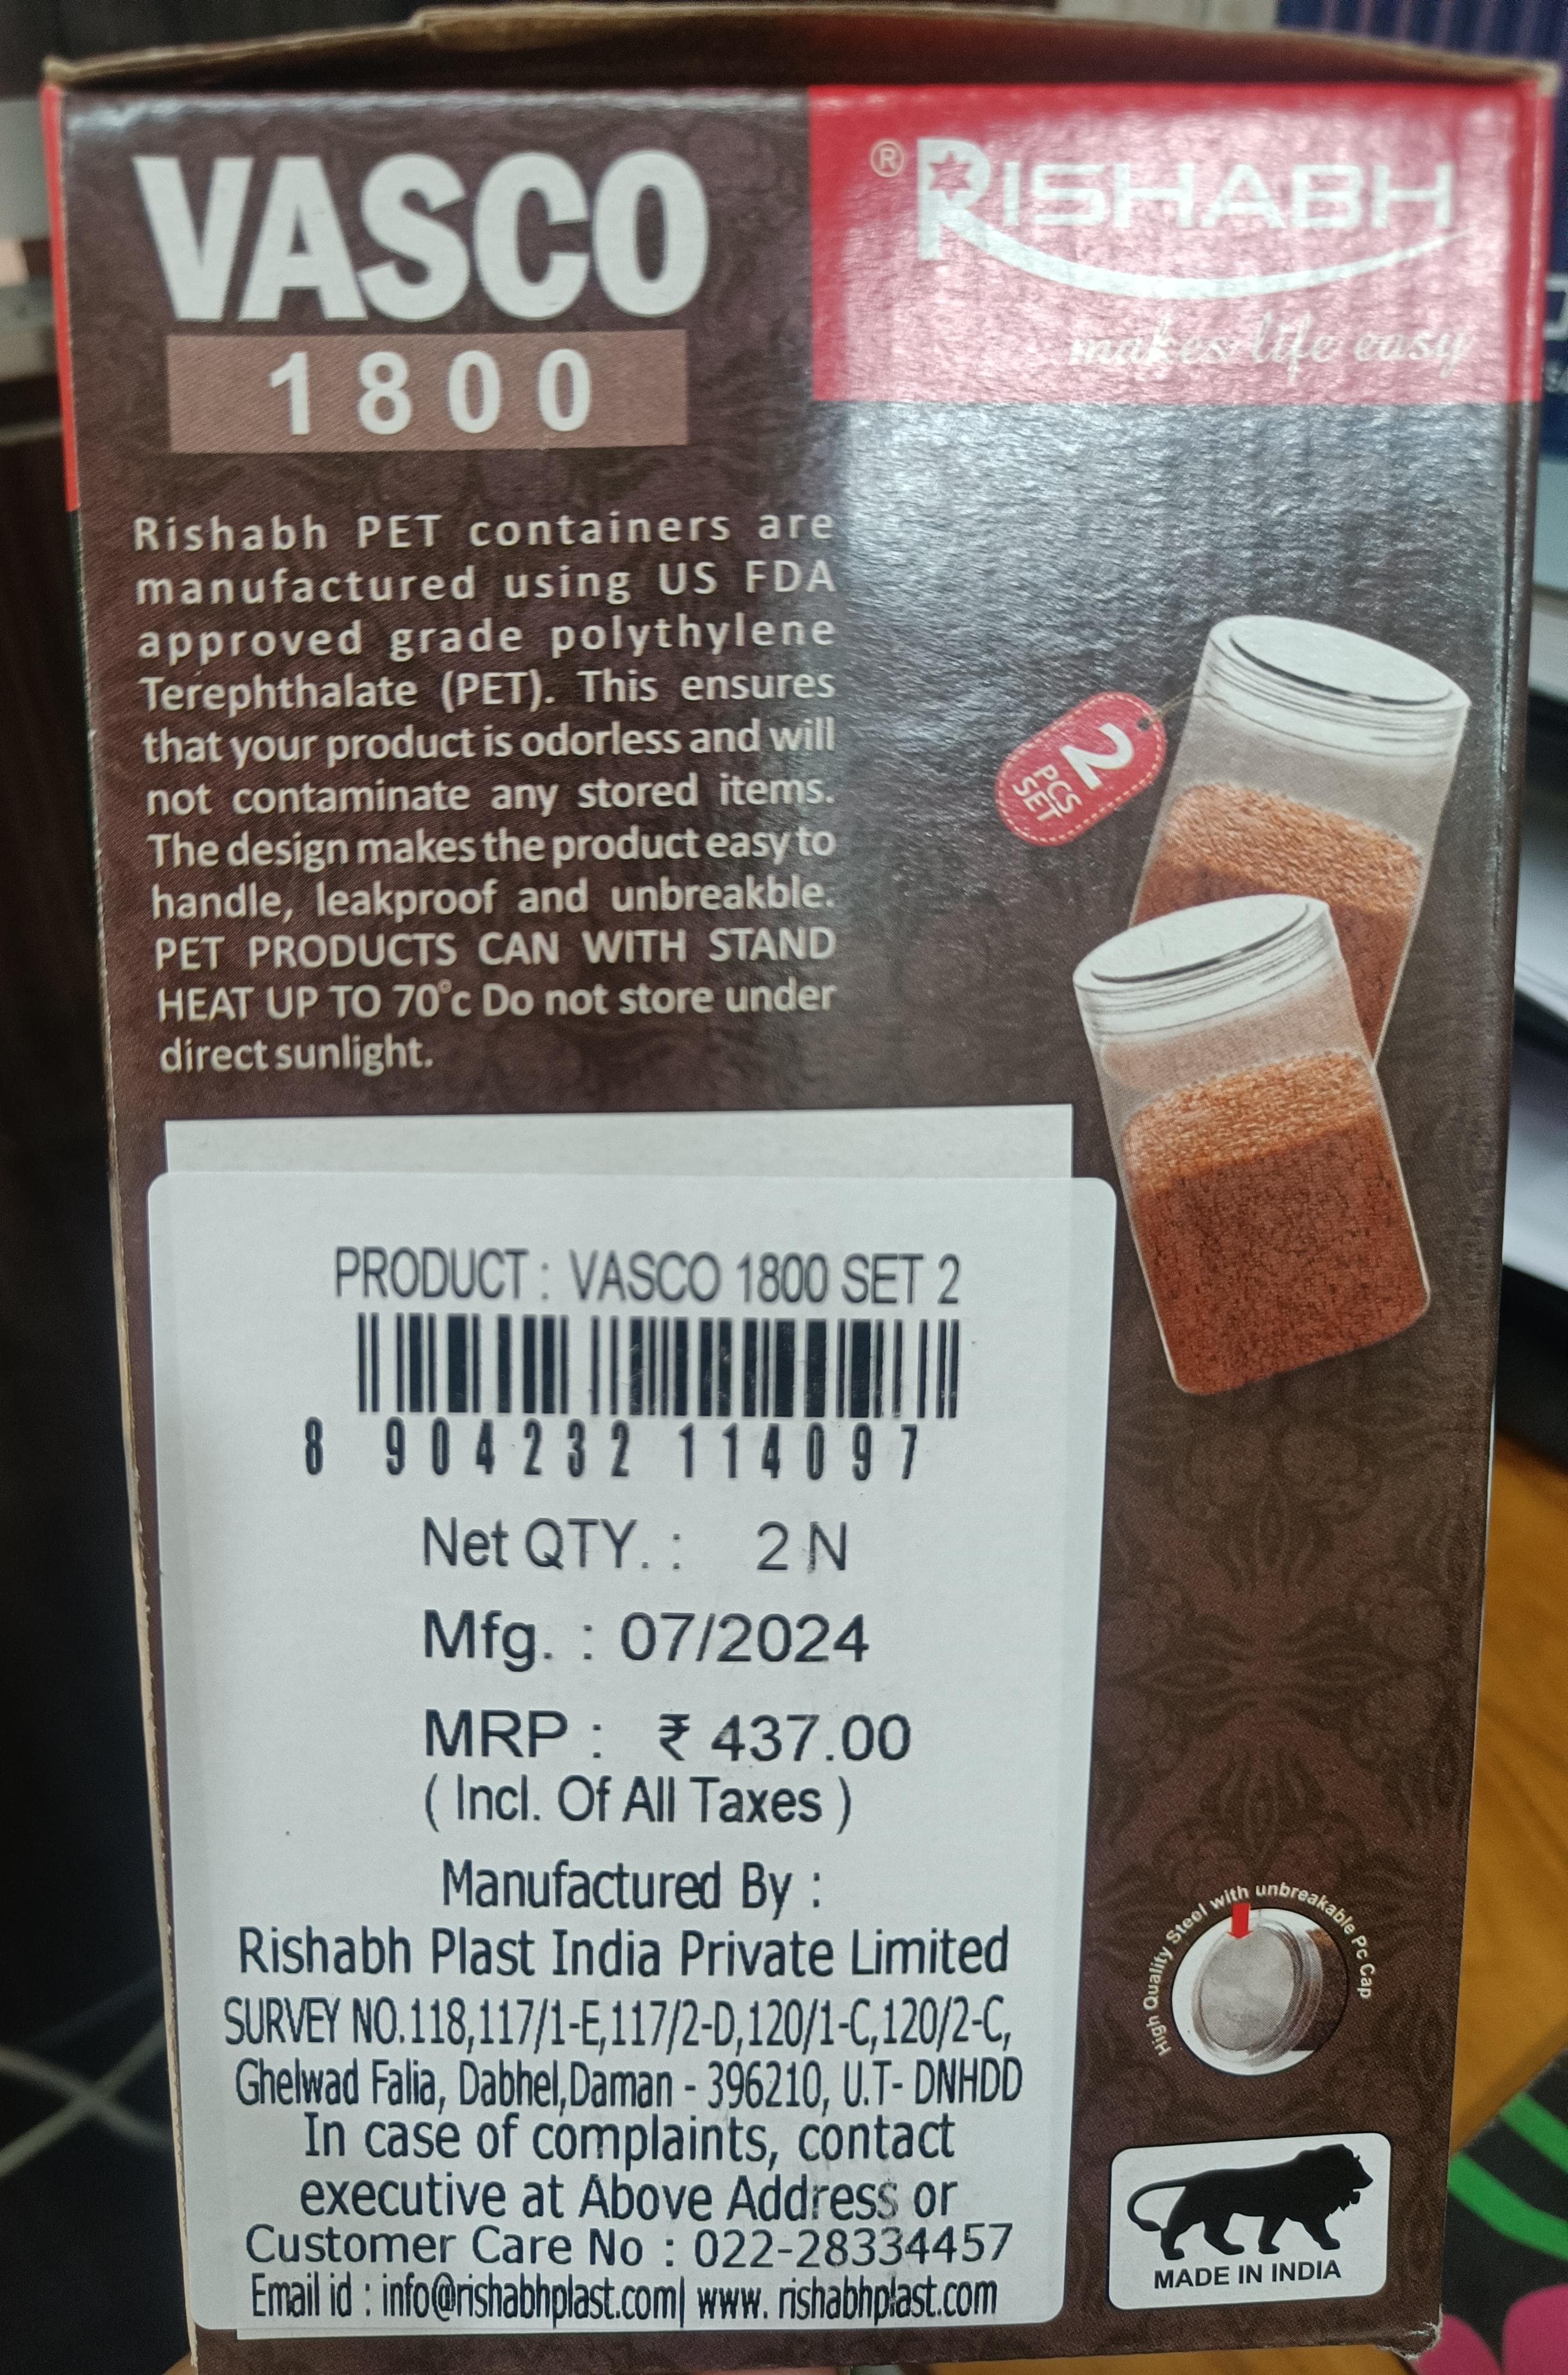 VASCO
1800
® RISHABH
makes life easy
Rishabh PET containers are
manufactured using US FDA
approved grade polythylene
Terephthalate (PET). This ensures
that your product is odorless and will
not contaminate any stored items.
The design makes the product easy to
handle, leakproof and unbreakble.
PET PRODUCTS CAN WITH STAND
HEAT UP TO 70°c Do not store under
direct sunlight.
2
PCS
SET
PRODUCT : VASCO 1800 SET 2
8 904232 114097
Net QTY. : 2 N
Mfg. : 07/2024
MRP : ₹ 437.00
( Incl. Of All Taxes )
Manufactured By :
Rishabh Plast India Private Limited
SURVEY NO.118,117/1-E,117/2-D,120/1-C,120/2-C,
Ghelwad Falia, Dabhel,Daman - 396210, U.T- DNHDD
In case of complaints, contact
executive at Above Address or
Customer Care No : 022-28334457
Email id : info@rishabhplast.com| www. rishabhplast.com
High Quality Steel with unbreakable Pc Cap
MADE IN INDIA